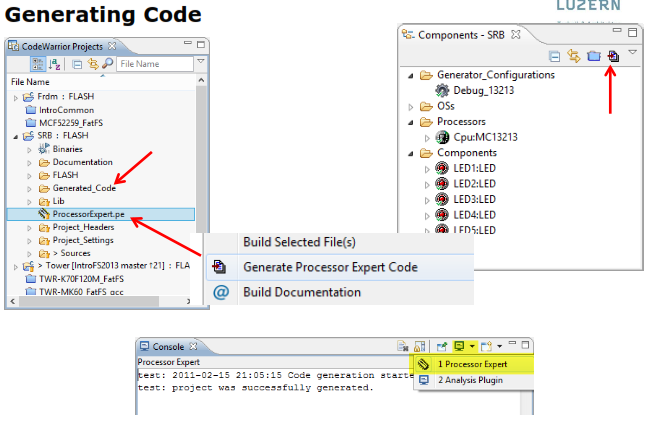 Generating Code
LUZERN
CodeWarrior Projects
File Name
File Name
Frdm : FLASH
IntroCommon
MCF52259_FatFS
SRB : FLASH
Binaries
Documentation
FLASH
Generated_Code
Lib
ProcessorExpert.pe
Project_Headers
Project_Settings
> Sources
> Tower [IntroFS2013 master ↑21] : FLA
TWR-K70F120M_FatFS
TWR-MK60_FatFS_gcc
Components - SRB
Generator_Configurations
Debug_13213
OSs
Processors
Cpu:MC13213
Components
LED1:LED
LED2:LED
LED3:LED
LED4:LED
LED5:LED
Build Selected File(s)
Generate Processor Expert Code
@ Build Documentation
Console
Processor Expert
test: 2011-02-15 21:05:15 Code generation starte
test: project was successfully generated.
1 Processor Expert
2 Analysis Plugin